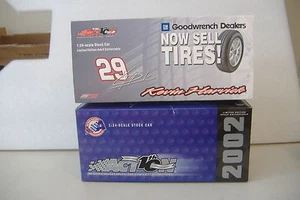 GM Goodwrench Dealers
NOW SELL
TIRES!
1:24-scale Stock Car
29
Kevin Harvick
1:24-SCALE STOCK CAR
ACTION
2002